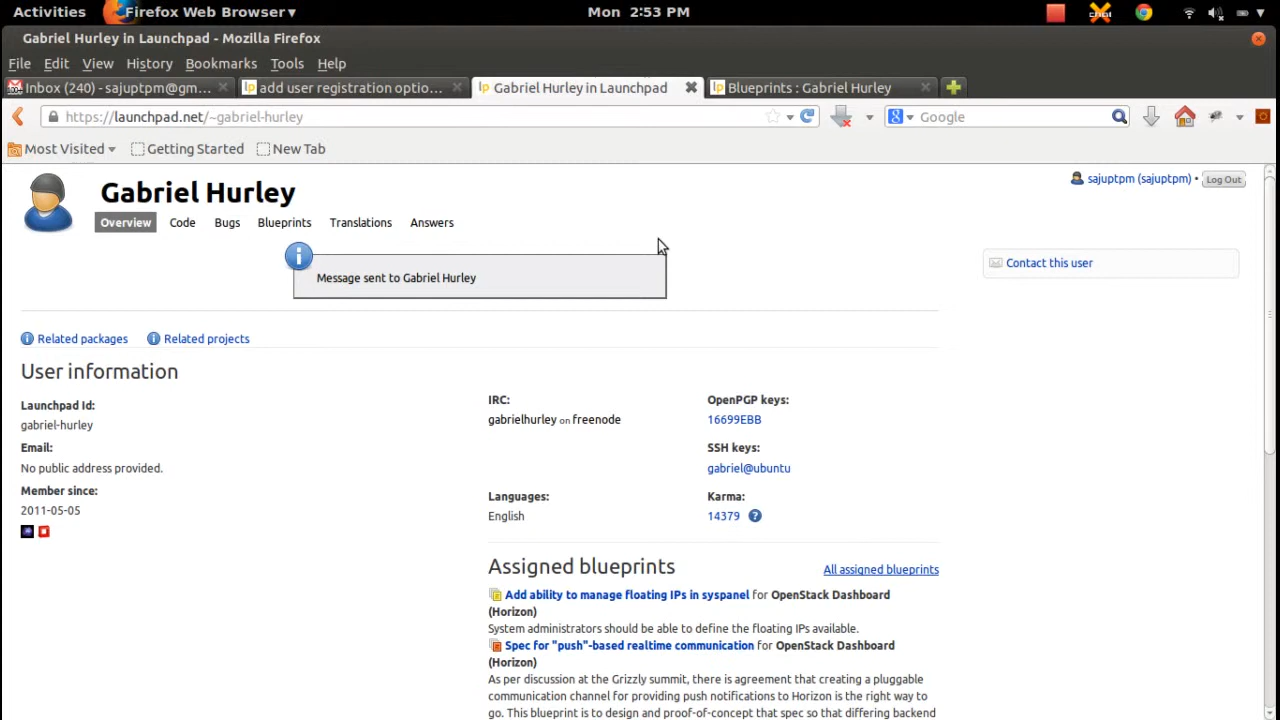 Activities Firefox Web Browser ▾ Mon 2:53 PM
Gabriel Hurley in Launchpad - Mozilla Firefox
File Edit View History Bookmarks Tools Help
Inbox (240) - sajuptpm@gm... add user registration optio... Gabriel Hurley in Launchpad Blueprints : Gabriel Hurley
https://launchpad.net/~gabriel-hurley Google
Most Visited ▾ Getting Started New Tab
sajuptpm (sajuptpm) • Log Out
Gabriel Hurley
Overview Code Bugs Blueprints Translations Answers
Contact this user
Message sent to Gabriel Hurley
Related packages Related projects
User information
Launchpad Id:
gabriel-hurley
Email:
No public address provided.
Member since:
2011-05-05
IRC:
gabrielhurley on freenode
OpenPGP keys:
16699EBB
SSH keys:
gabriel@ubuntu
Languages:
English
Karma:
14379
Assigned blueprints All assigned blueprints
Add ability to manage floating IPs in syspanel for OpenStack Dashboard
(Horizon)
System administrators should be able to define the floating IPs available.
Spec for "push"-based realtime communication for OpenStack Dashboard
(Horizon)
As per discussion at the Grizzly summit, there is agreement that creating a pluggable
communication channel for providing push notifications to Horizon is the right way to
go. This blueprint is to design and proof-of-concept that spec so that differing backend